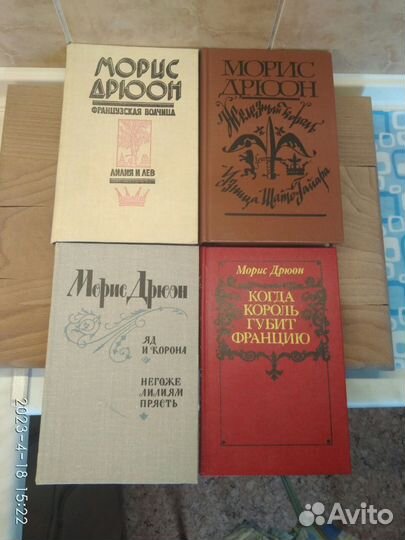 МОРИС
ДРЮОН
ФРАНЦУЗСКАЯ ВОЛЧИЦА
ЛИЛИЯ И ЛЕВ
МОРИС
ДРЮОН
Железный король
Узница Шато-Гайара
Морис Дрюон
ЯД
И КОРОНА
НЕГОЖЕ
ЛИЛИЯМ
ПРЯСТЬ
Морис Дрюон
КОГДА
КОРОЛЬ
ГУБИТ
ФРАНЦИЮ
2023-4-18 15:22
Avito